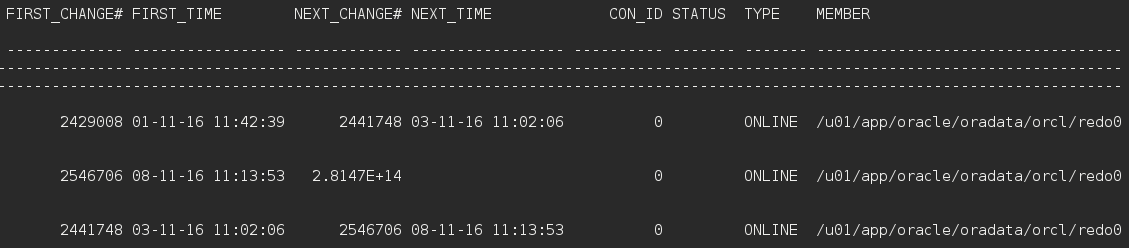 FIRST_CHANGE# FIRST_TIME        NEXT_CHANGE# NEXT_TIME             CON_ID STATUS  TYPE    MEMBER
------------- ----------------- ------------ ----------------- ---------- ------- ------- ----------------------------------
-----------------------------------------------------------------------------------------------------------------------------
-----------------------------------------------------------------------------------------------------------------------------
      2429008 01-11-16 11:42:39      2441748 03-11-16 11:02:06          0         ONLINE  /u01/app/oracle/oradata/orcl/redo0
      2546706 08-11-16 11:13:53   2.8147E+14                            0         ONLINE  /u01/app/oracle/oradata/orcl/redo0
      2441748 03-11-16 11:02:06      2546706 08-11-16 11:13:53          0         ONLINE  /u01/app/oracle/oradata/orcl/redo0